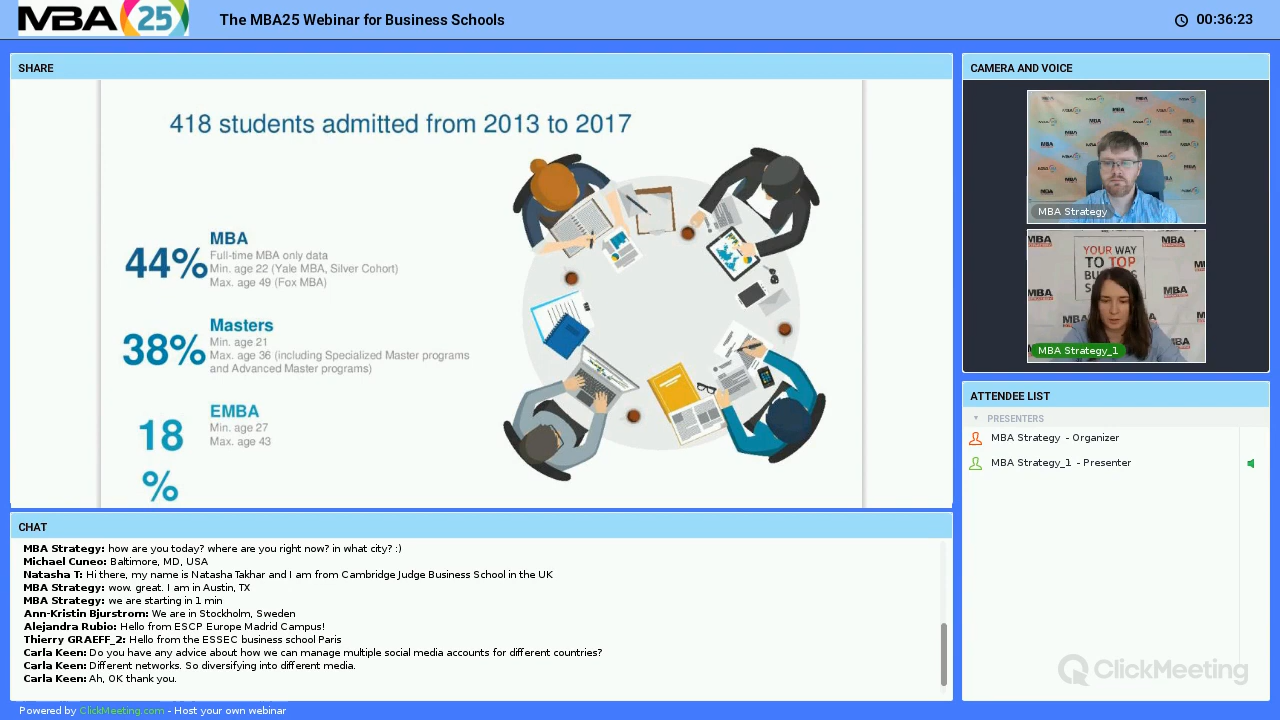 MBA 25
The MBA25 Webinar for Business Schools
00:36:23
SHARE
418 students admitted from 2013 to 2017
44%
MBA
Full-time MBA only data
Min. age 22 (Yale MBA, Silver Cohort)
Max. age 49 (Fox MBA)
38%
Masters
Min. age 21
Max. age 36 (including Specialized Master programs
and Advanced Master programs)
18
%
EMBA
Min. age 27
Max. age 43
CAMERA AND VOICE
MBA Strategy
YOUR WAY
TO TOP
MBA
MBA Strategy_1
ATTENDEE LIST
PRESENTERS
MBA Strategy - Organizer
MBA Strategy_1 - Presenter
CHAT
MBA Strategy: how are you today? where are you right now? in what city? :)
Michael Cuneo: Baltimore, MD, USA
Natasha T: Hi there, my name is Natasha Takhar and I am from Cambridge Judge Business School in the UK
MBA Strategy: wow. great. I am in Austin, TX
MBA Strategy: we are starting in 1 min
Ann-Kristin Bjurstrom: We are in Stockholm, Sweden
Alejandra Rubio: Hello from ESCP Europe Madrid Campus!
Thierry GRAEFF_2: Hello from the ESSEC business school Paris
Carla Keen: Do you have any advice about how we can manage multiple social media accounts for different countries?
Carla Keen: Different networks. So diversifying into different media.
Carla Keen: Ah, OK thank you.
ClickMeeting
Powered by ClickMeeting.com - Host your own webinar